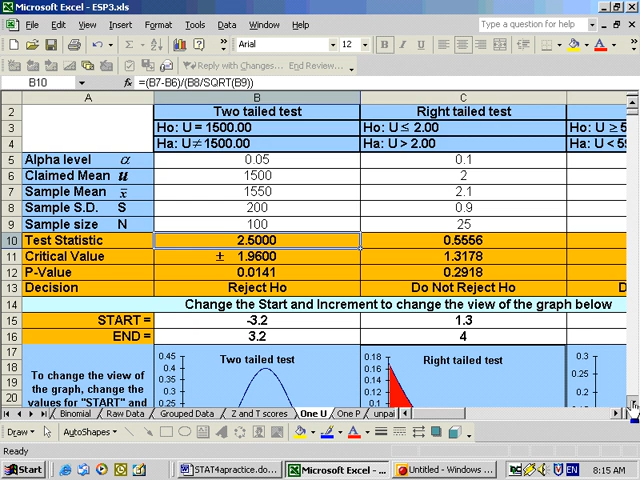 Microsoft Excel - ESP3.xls
File Edit View Insert Format Tools Data Window Help Type a question for help
Arial 12 B I U
Reply with Changes... End Review...
B10 fx =(B7-B6)/(B8/SQRT(B9))
A B C
2 Two tailed test Right tailed test
3 Ho: U = 1500.00 Ho: U ≤ 2.00 Ho: U ≥ 5
4 Ha: U ≠ 1500.00 Ha: U > 2.00 Ha: U < 5
5 Alpha level α 0.05 0.1
6 Claimed Mean u 1500 2
7 Sample Mean x̄ 1550 2.1
8 Sample S.D. S 200 0.9
9 Sample size N 100 25
10 Test Statistic 2.5000 0.5556
11 Critical Value ± 1.9600 1.3178
12 P-Value 0.0141 0.2918
13 Decision Reject Ho Do Not Reject Ho D
14 Change the Start and Increment to change the view of the graph below
15 START = -3.2 1.3
16 END = 3.2 4
17 To change the view of 0.45 Two tailed test 0.18 Right tailed test 0.3
18 the graph, change the 0.4 0.16 0.25
19 values for "START" and 0.35 0.14
20 0.3 0.12 0.2
0.1
Binomial Raw Data Grouped Data Z and T scores One U One P unpai
Draw AutoShapes
Ready
Start STAT4apractice.do... Microsoft Excel - ... Untitled - Windows ... EN 8:15 AM